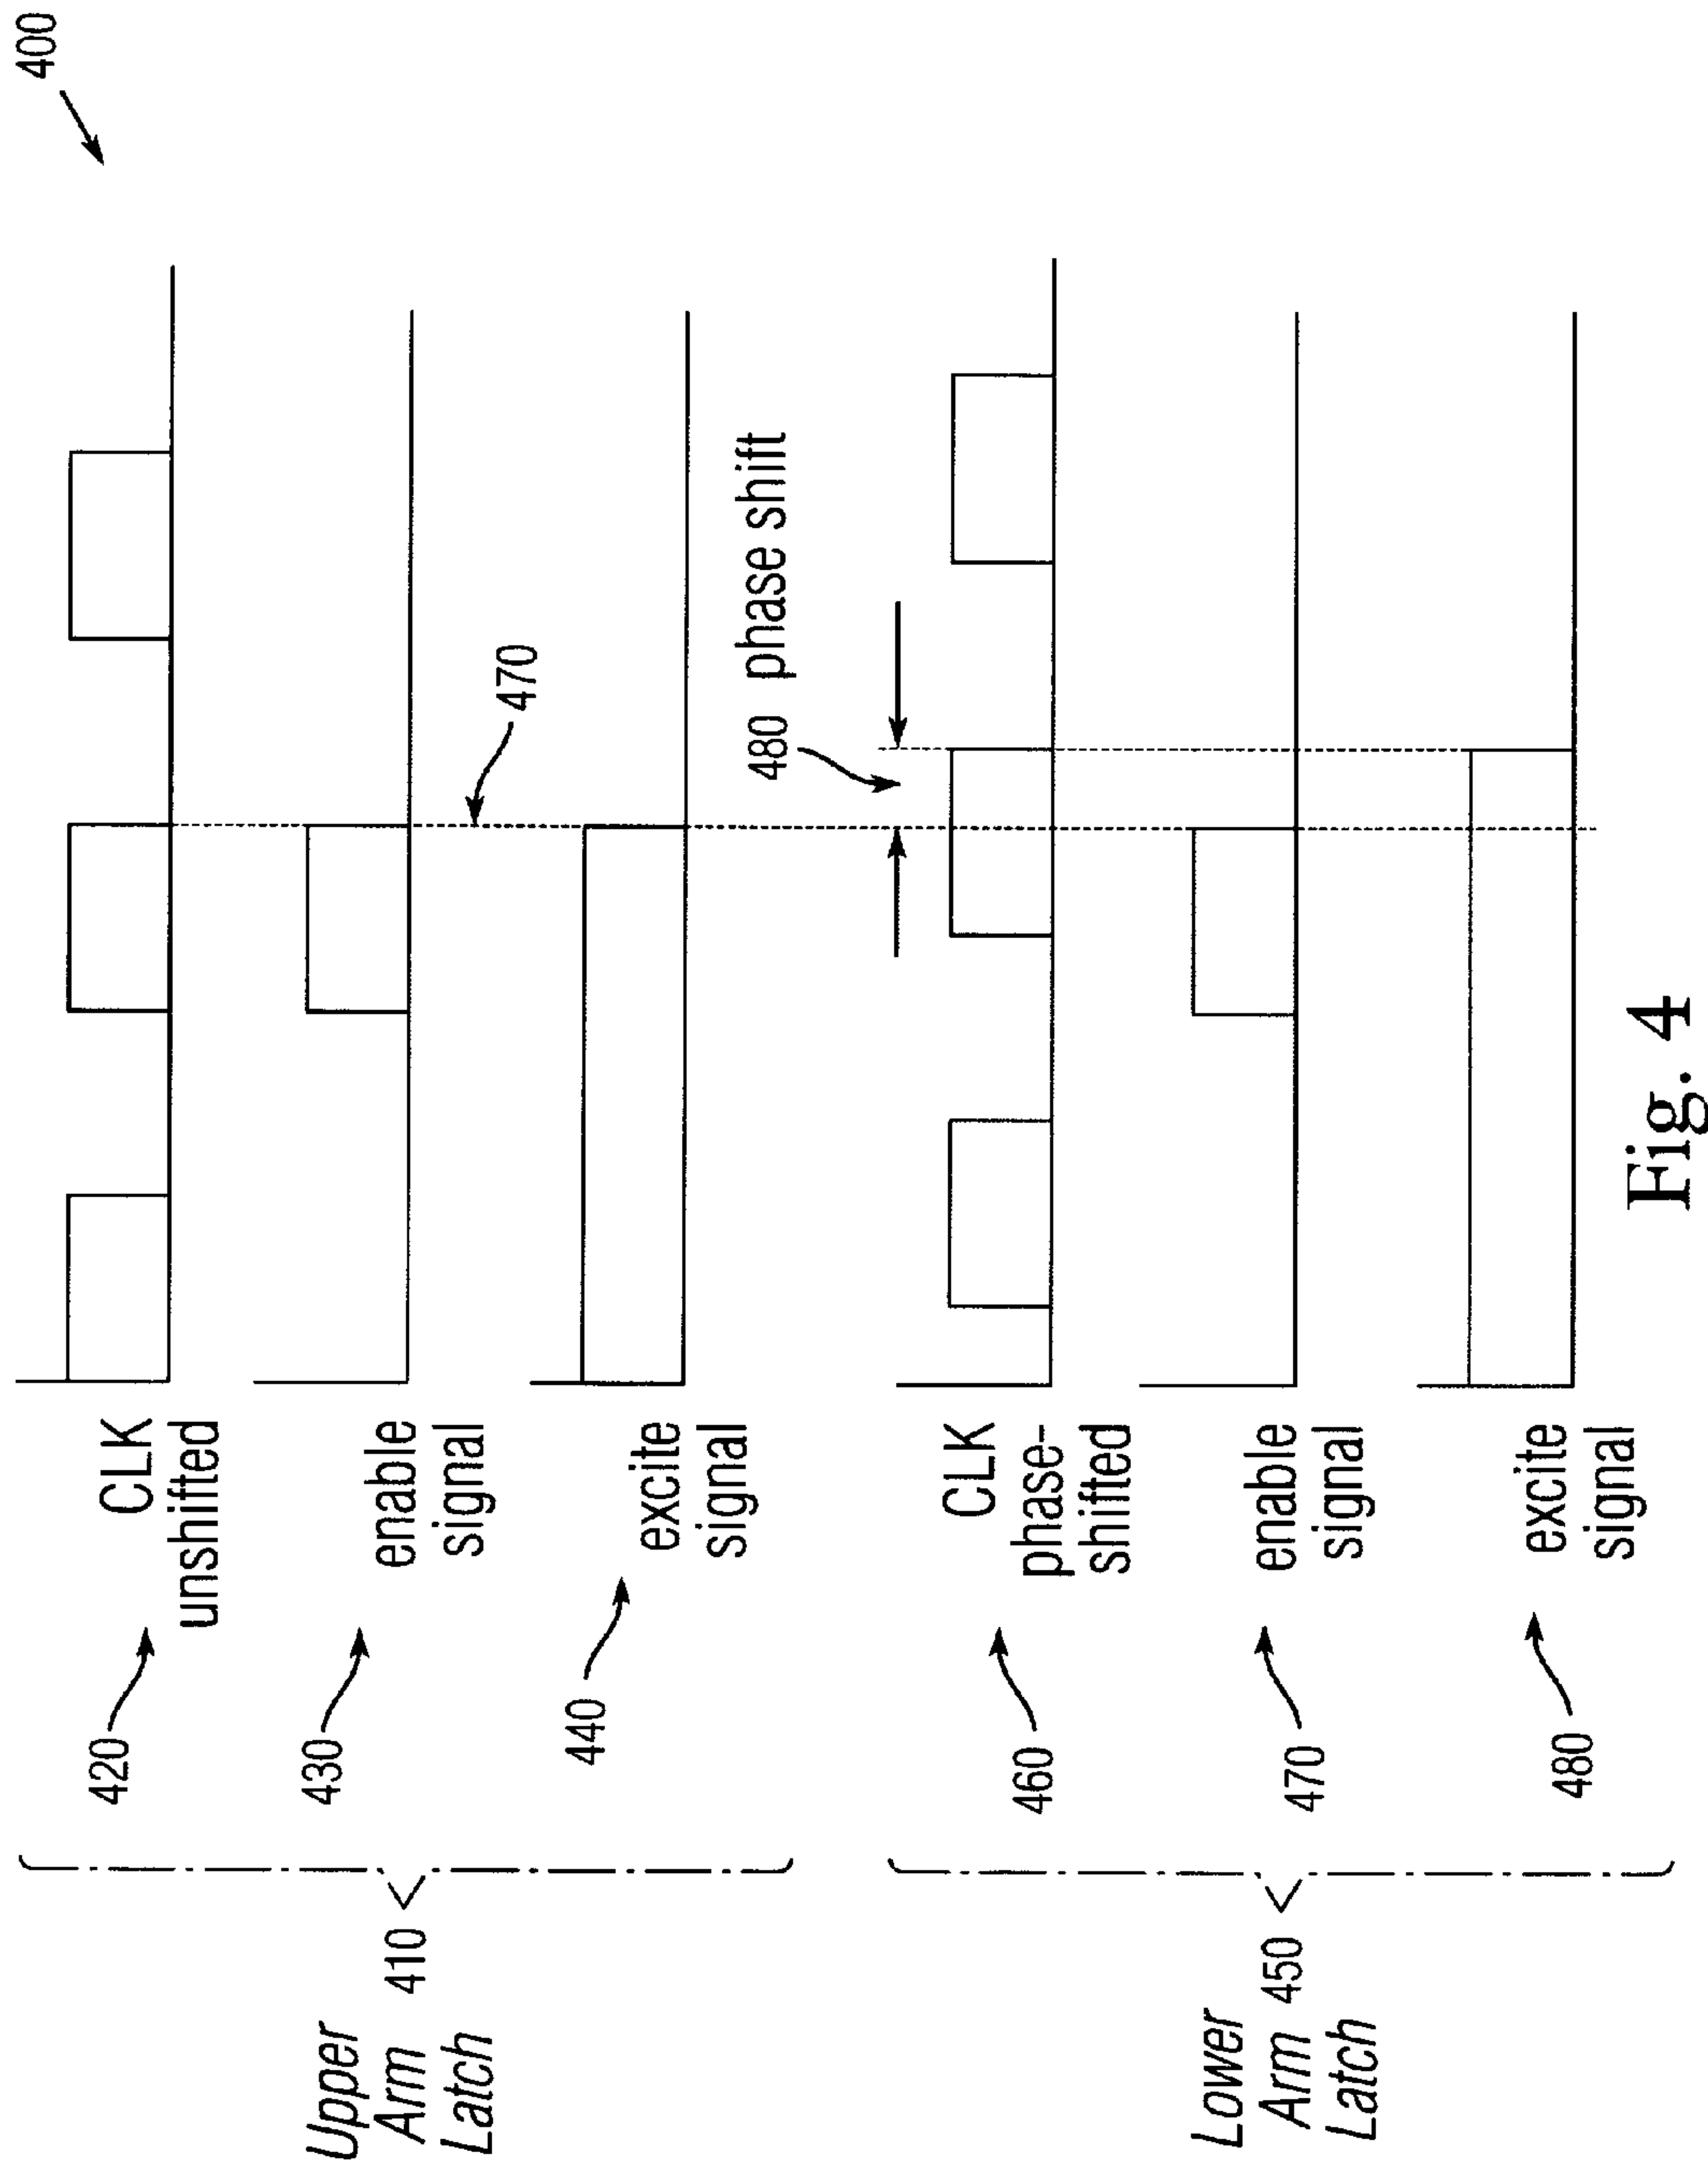 400
Upper
Arm 410
Latch
420
CLK
unshifted
430
enable
signal
470
440
excite
signal
480 phase shift
Lower
Arm 450
Latch
460
CLK
phase-
shifted
470
enable
signal
480
excite
signal
Fig. 4